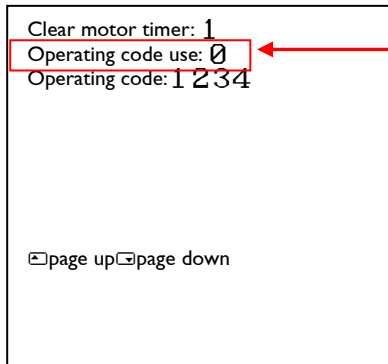 Clear motor timer: 1
Operating code use: 0
Operating code: 1234
page up page down